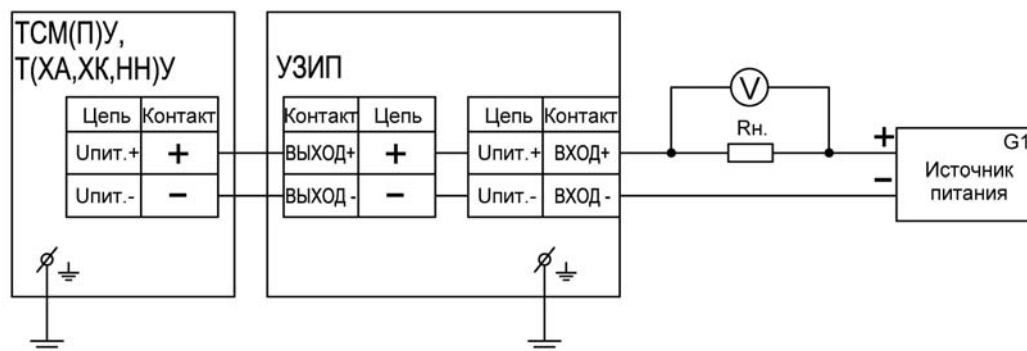 ТСМ(П)У,
Т(ХА,ХК,НН)У
Цепь Контакт
Uпит.+ +
Uпит.- −
УЗИП
Контакт Цепь
ВЫХОД+ +
ВЫХОД - −
Цепь Контакт
Uпит.+ ВХОД+
Uпит.- ВХОД -
V
Rн.
+
−
G1
Источник
питания